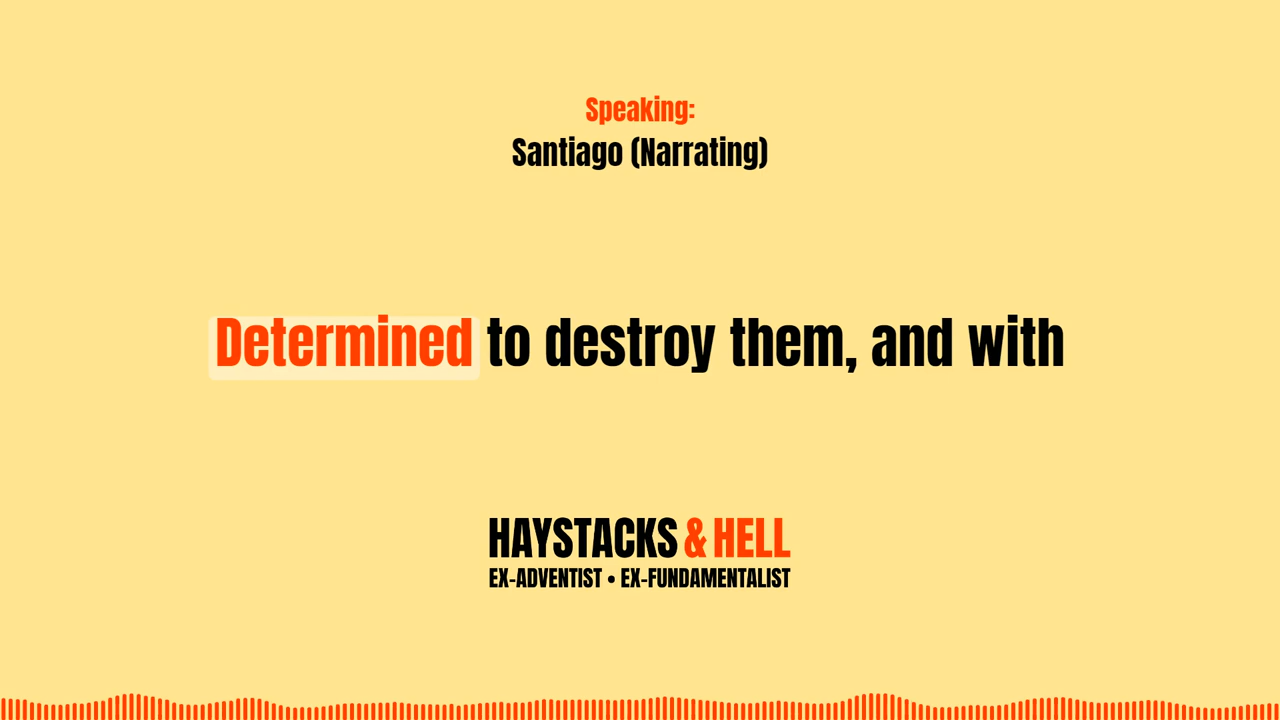 Speaking:
Santiago (Narrating)
Determined to destroy them, and with
HAYSTACKS & HELL
EX-ADVENTIST • EX-FUNDAMENTALIST